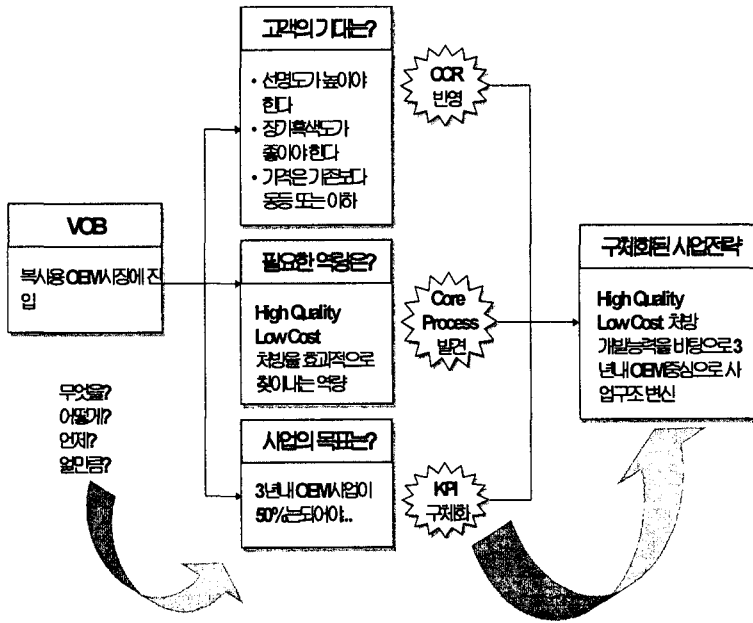 고객의 기대는?
• 선명도가 높아야
한다
• 장기흑색도가
좋아야 한다
• 가격은 기존보다
동등 또는 이하
CCR
반영
VOB
복사용 OEM시장에 진
입
필요한 역량은?
High Quality
Low Cost
처방을 효과적으로
찾아내는 역량
Core
Process
발견
구체화된 사업전략
High Quality
Low Cost 처방
개발능력을 바탕으로 3
년내 OEM중심으로 사
업구조 변신
무엇을?
어떻게?
언제?
얼만큼?
사업의 목표는?
3년내 OEM사업이
50%는되어야..
KPI
구체화